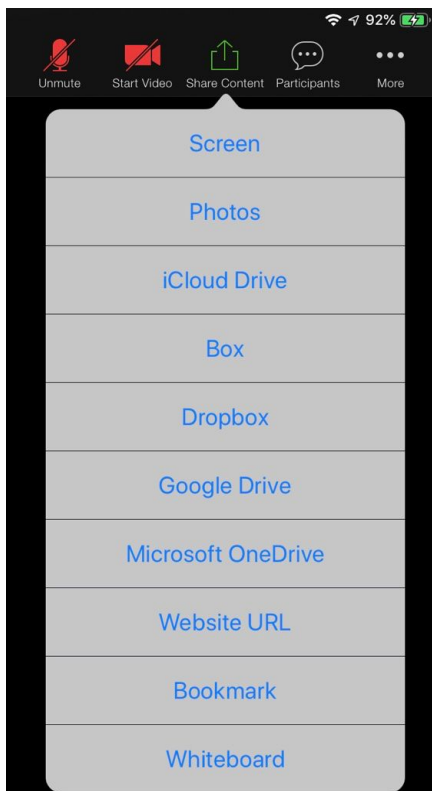 92%
Unmute Start Video Share Content Participants More
Screen
Photos
iCloud Drive
Box
Dropbox
Google Drive
Microsoft OneDrive
Website URL
Bookmark
Whiteboard